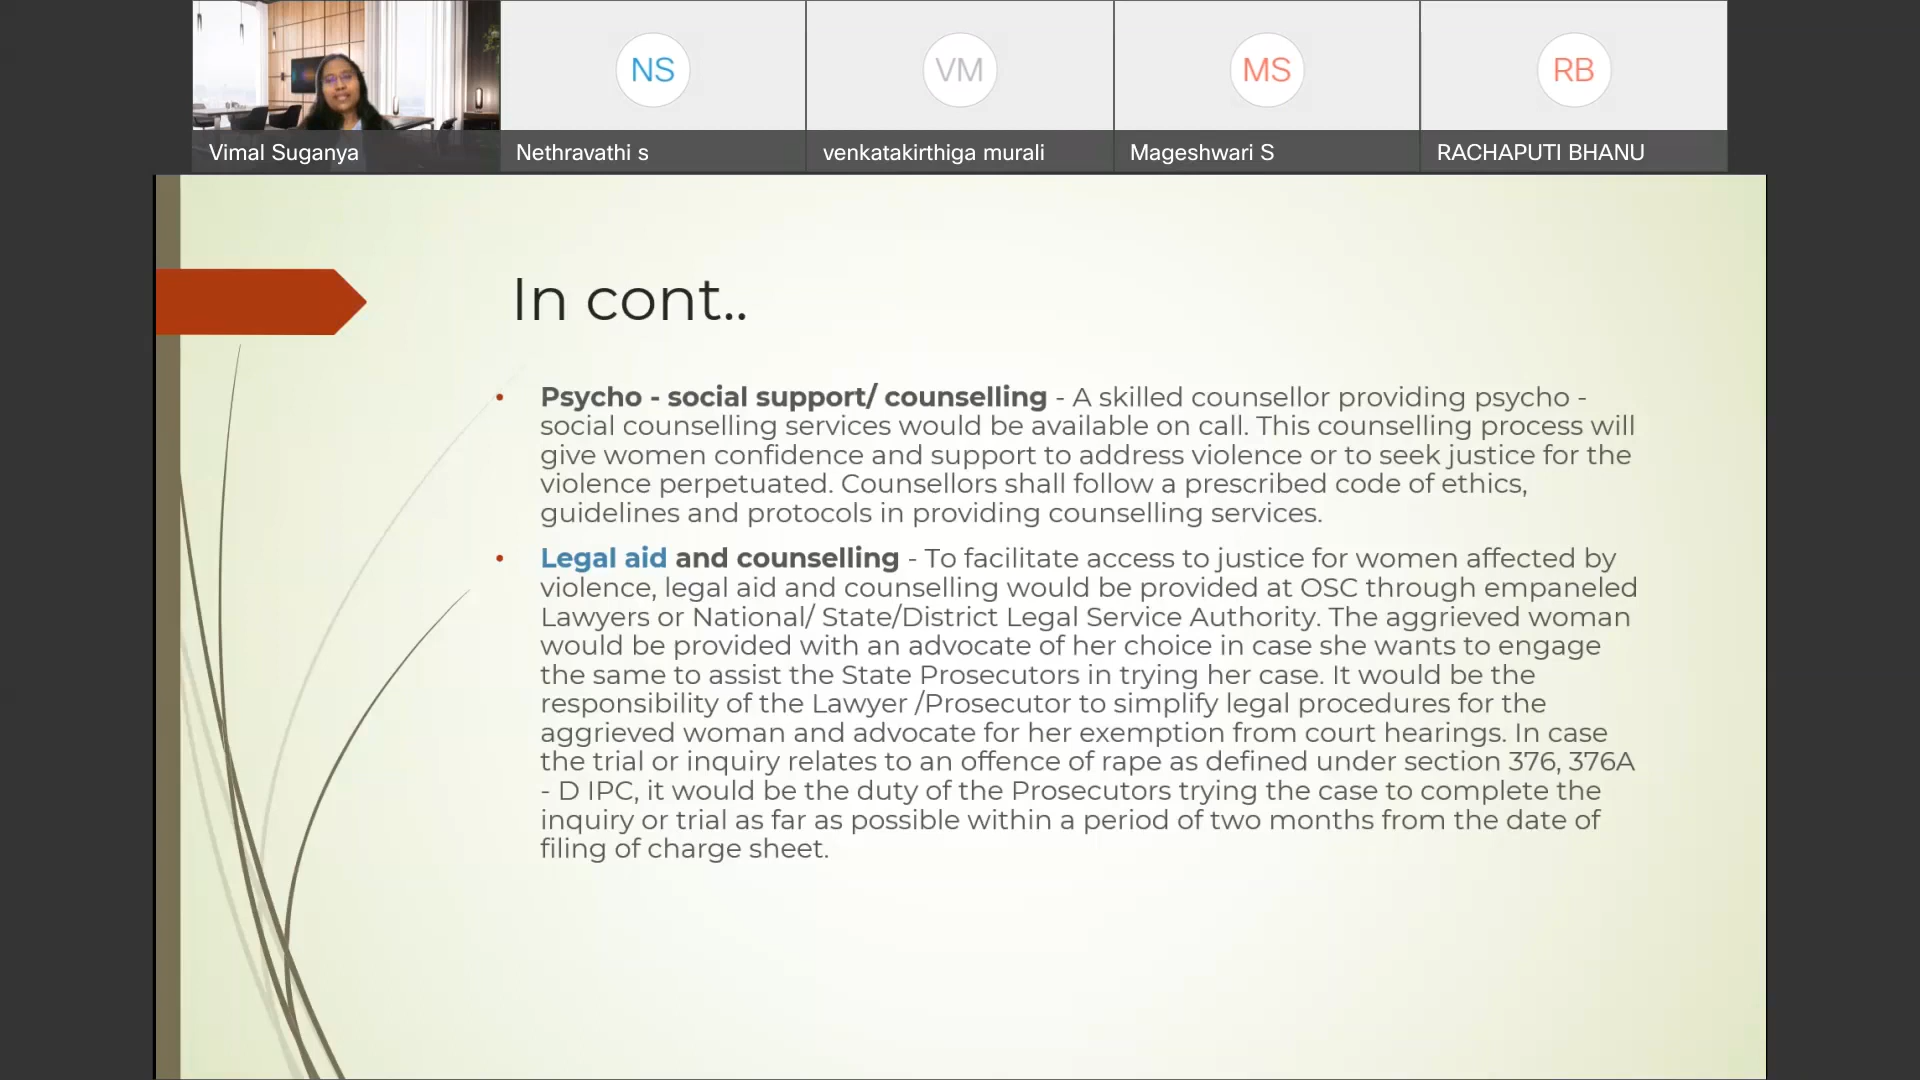 NS
VM
MS
RB
Vimal Suganya
Nethravathi s
venkatakirthiga murali
Mageshwari S
RACHAPUTI BHANU
In cont..
• Psycho - social support/ counselling - A skilled counsellor providing psycho -
social counselling services would be available on call. This counselling process will
give women confidence and support to address violence or to seek justice for the
violence perpetuated. Counsellors shall follow a prescribed code of ethics,
guidelines and protocols in providing counselling services.
• Legal aid and counselling - To facilitate access to justice for women affected by
violence, legal aid and counselling would be provided at OSC through empaneled
Lawyers or National/ State/District Legal Service Authority. The aggrieved woman
would be provided with an advocate of her choice in case she wants to engage
the same to assist the State Prosecutors in trying her case. It would be the
responsibility of the Lawyer /Prosecutor to simplify legal procedures for the
aggrieved woman and advocate for her exemption from court hearings. In case
the trial or inquiry relates to an offence of rape as defined under section 376, 376A
- D IPC, it would be the duty of the Prosecutors trying the case to complete the
inquiry or trial as far as possible within a period of two months from the date of
filing of charge sheet.